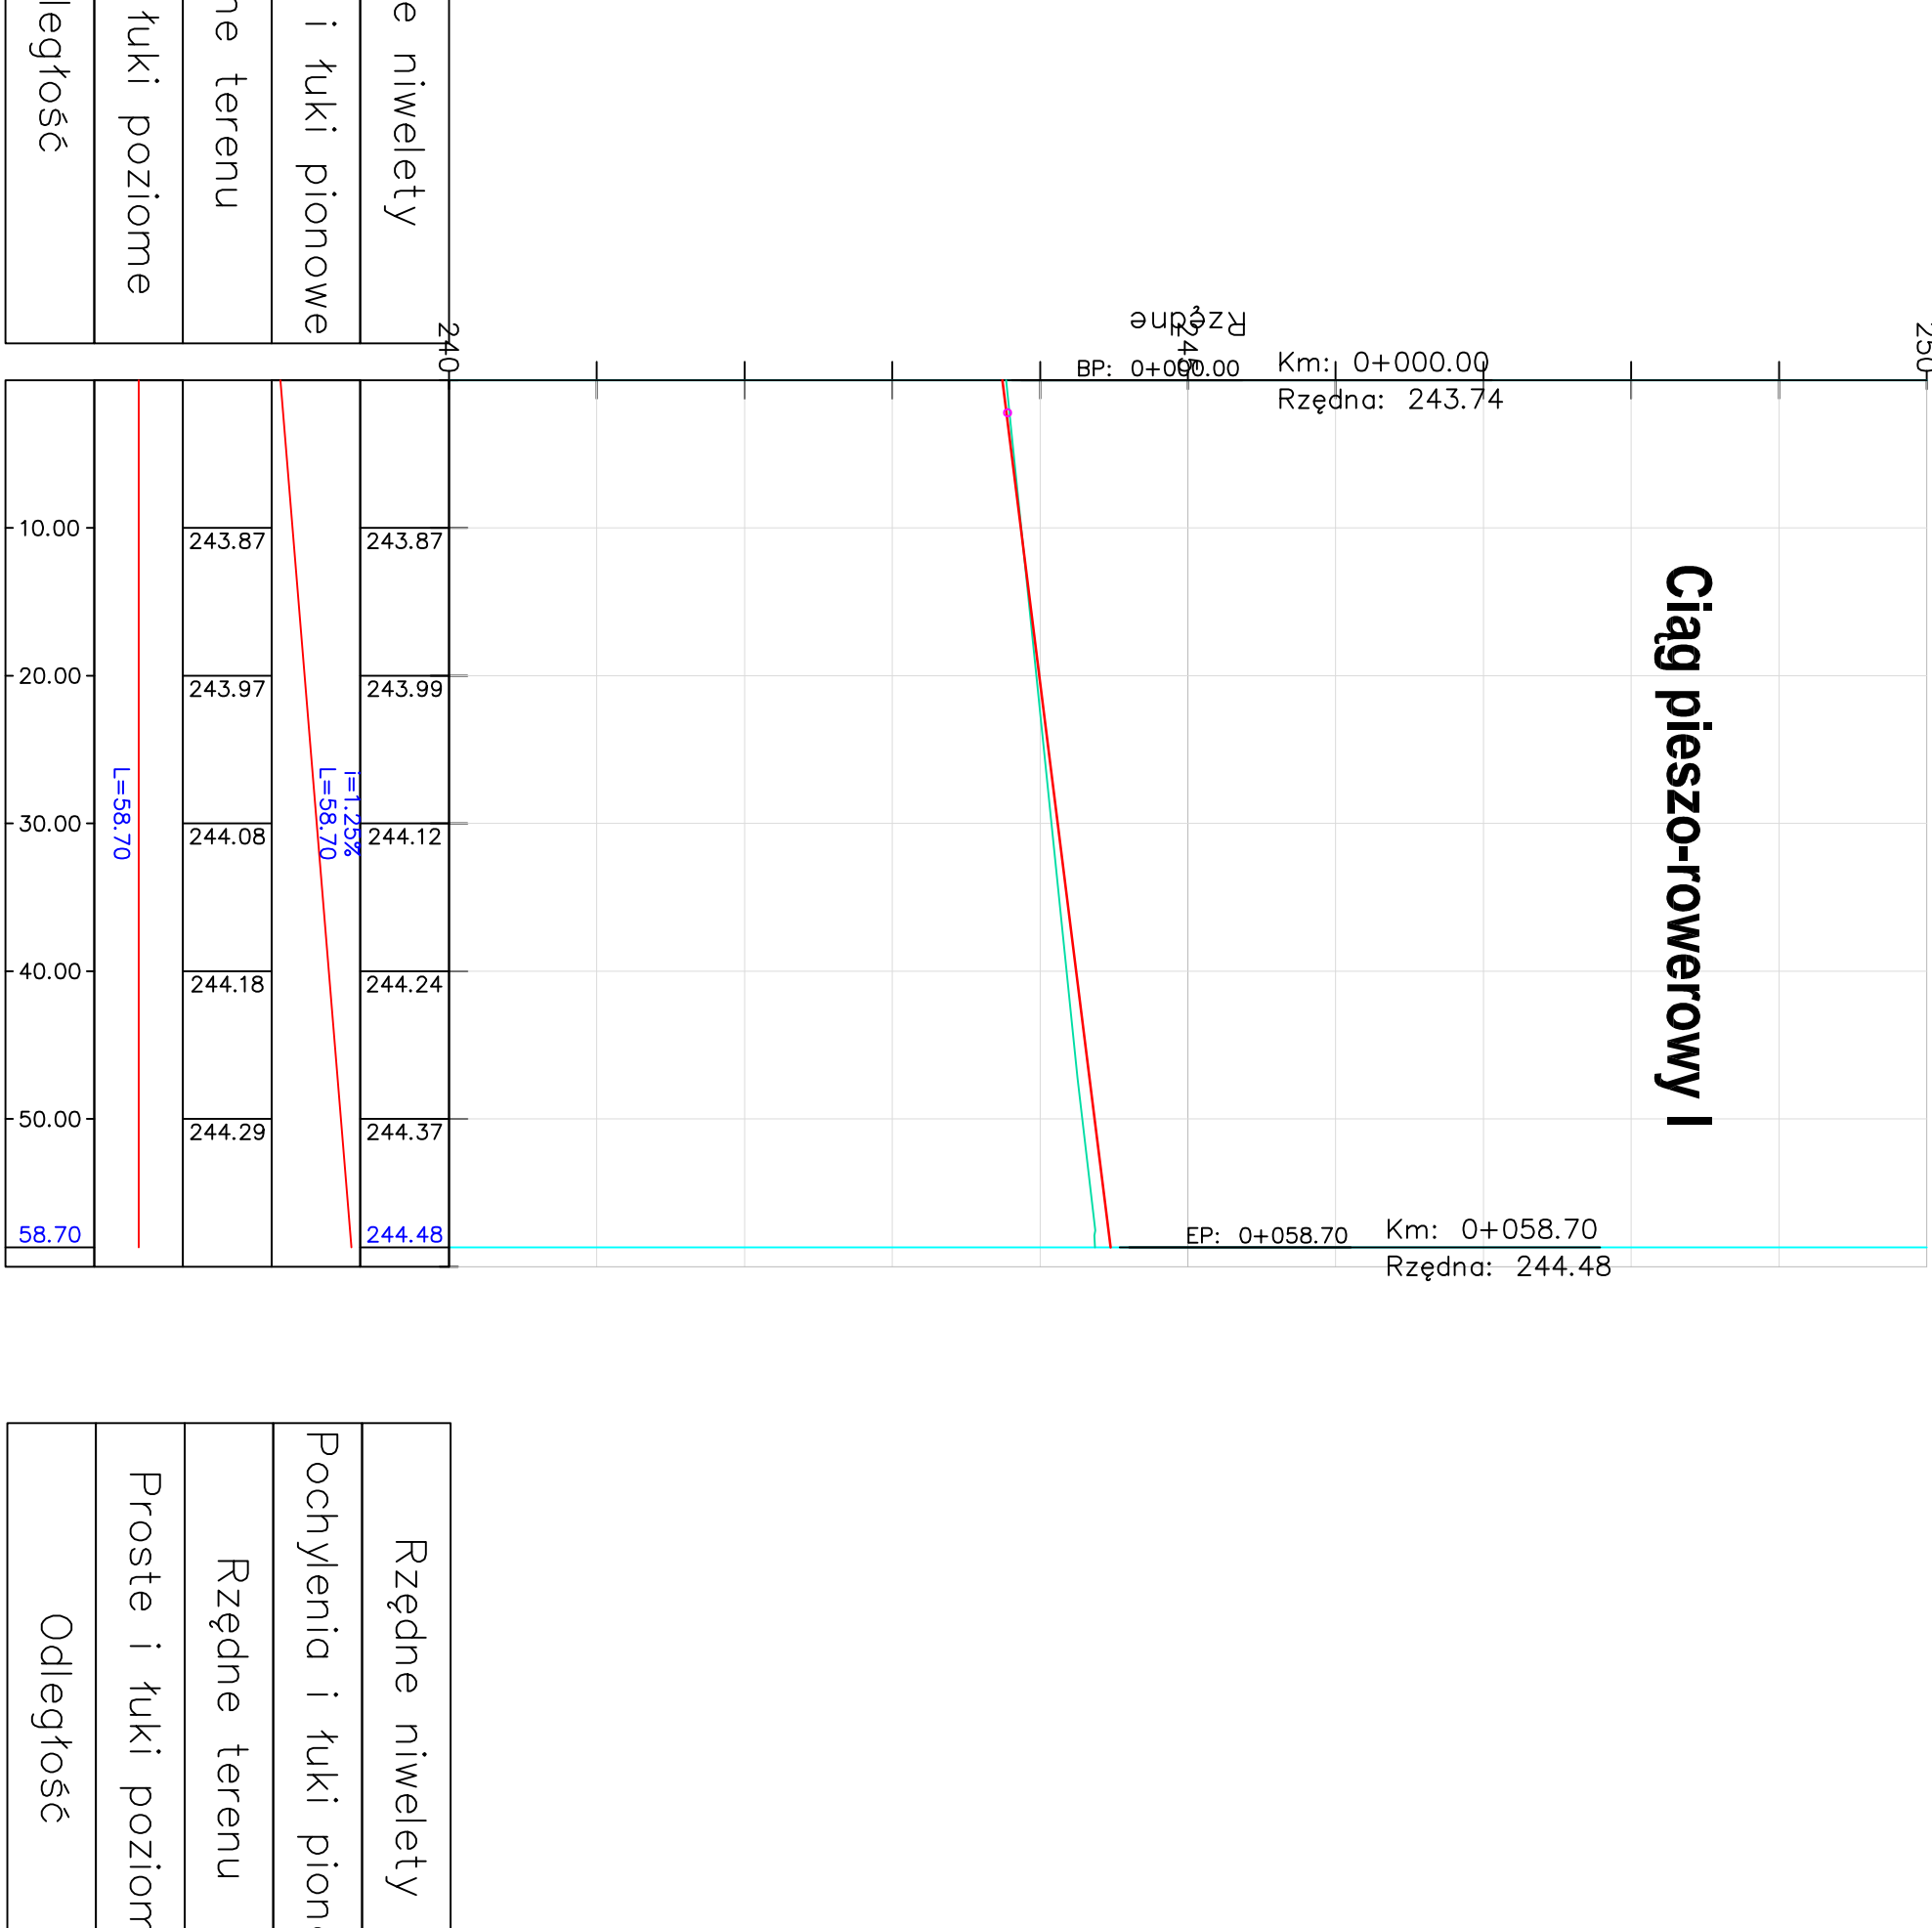 e niwelety
i łuki pionowe
ne terenu
łuki poziome
ległość
240
245
250
Rzędne
BP: 0+000.00
Km: 0+000.00
Rzędna: 243.74
Ciąg pieszo-rowerowy I
10.00 243.87 243.87
20.00 243.97 243.99
L=58.70
i=1.25%
L=58.70
30.00 244.08 244.12
40.00 244.18 244.24
50.00 244.29 244.37
58.70 244.48
EP: 0+058.70
Km: 0+058.70
Rzędna: 244.48
Rzędne niwelety
Pochylenia i łuki piono
Rzędne terenu
Proste i łuki poziom
Odległość